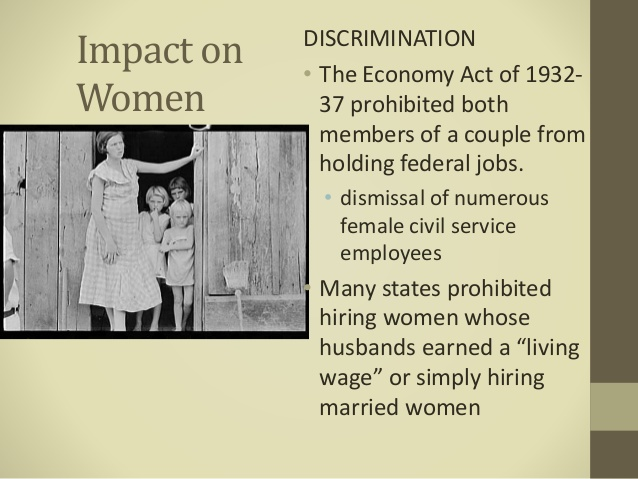 Impact on
Women
DISCRIMINATION
• The Economy Act of 1932-
37 prohibited both
members of a couple from
holding federal jobs.
• dismissal of numerous
female civil service
employees
• Many states prohibited
hiring women whose
husbands earned a “living
wage” or simply hiring
married women